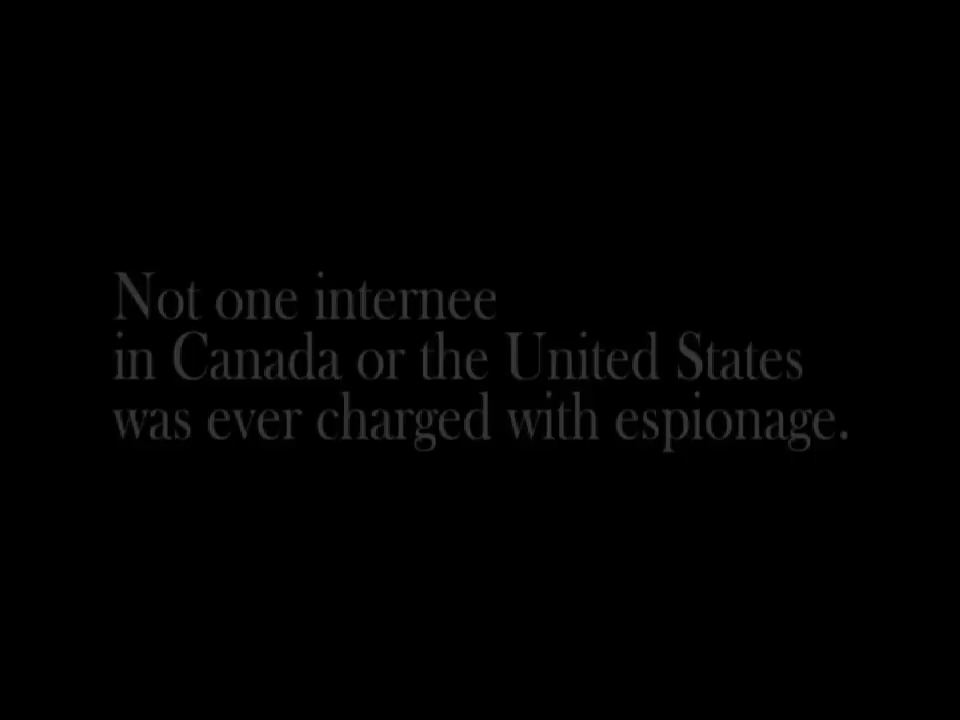 Not one internee
in Canada or the United States
was ever charged with espionage.